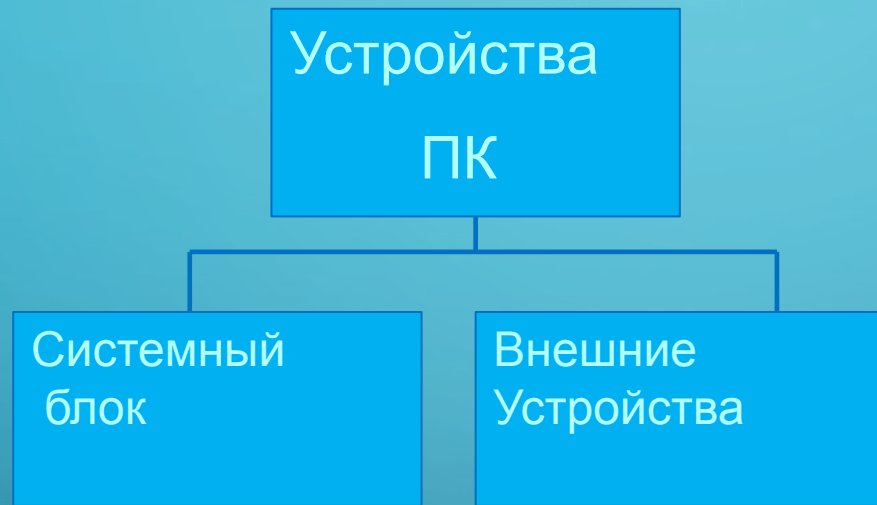 Устройства
ПК
Системный
блок
Внешние
Устройства